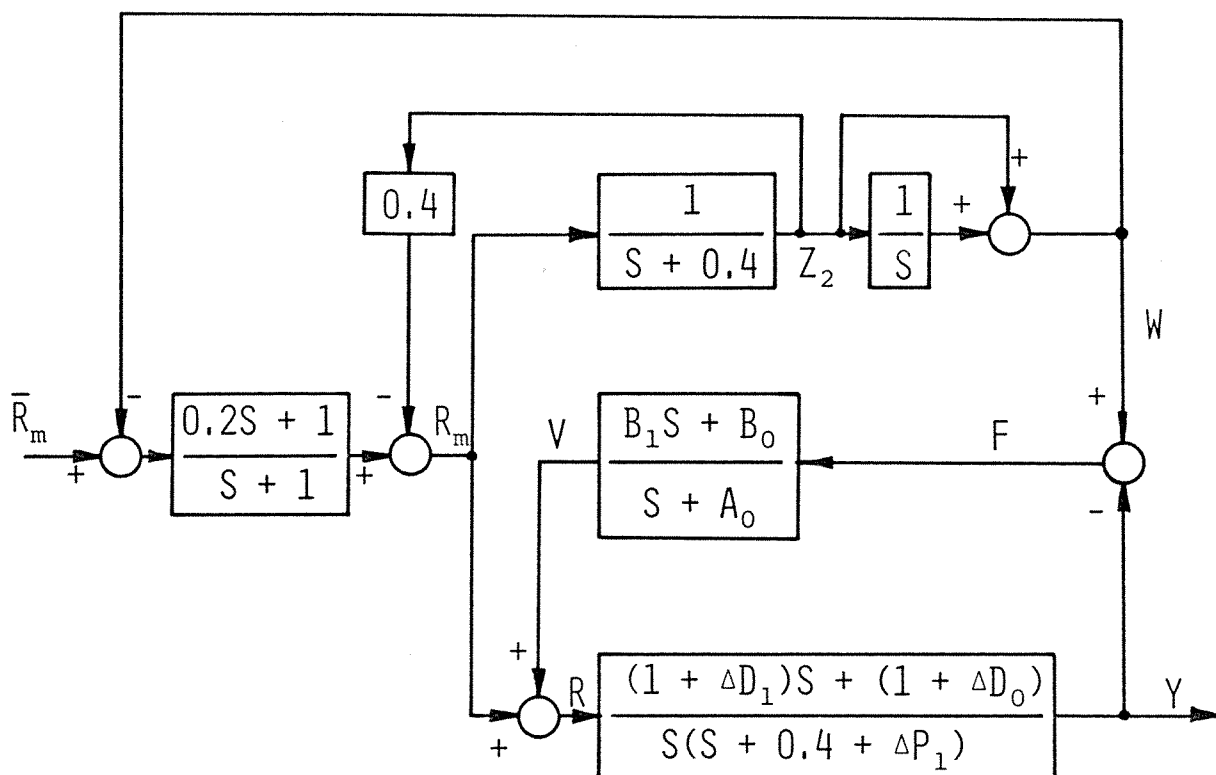 -
+
0.4
1
S + 0.4
Z₂
1
S
+
+
W
R̅ₘ
-
+
0.2S + 1
S + 1
-
+
Rₘ
V
B₁S + B₀
S + A₀
F
+
-
+
+
R
(1 + ΔD₁)S + (1 + ΔD₀)
S(S + 0.4 + ΔP₁)
Y